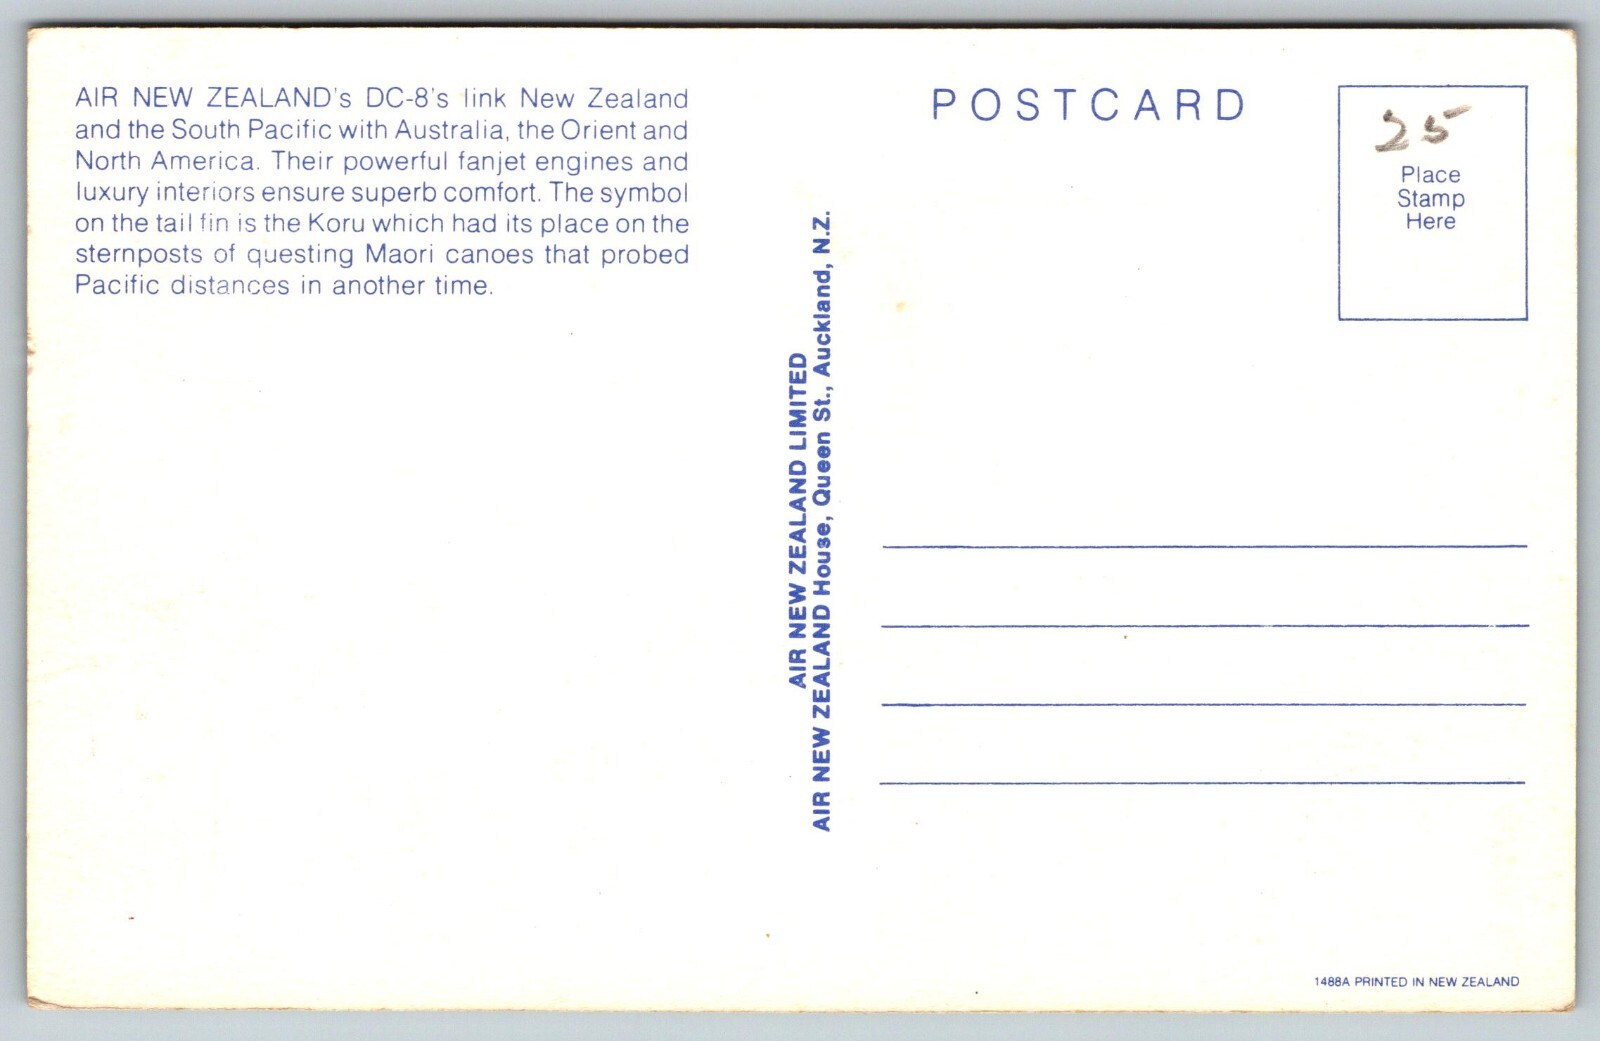 AIR NEW ZEALAND's DC-8's link New Zealand
and the South Pacific with Australia, the Orient and
North America. Their powerful fanjet engines and
luxury interiors ensure superb comfort. The symbol
on the tail fin is the Koru which had its place on the
sternposts of questing Maori canoes that probed
Pacific distances in another time.
AIR NEW ZEALAND LIMITED
AIR NEW ZEALAND House, Queen St., Auckland, N.Z.
POSTCARD
25
Place
Stamp
Here
1488A PRINTED IN NEW ZEALAND